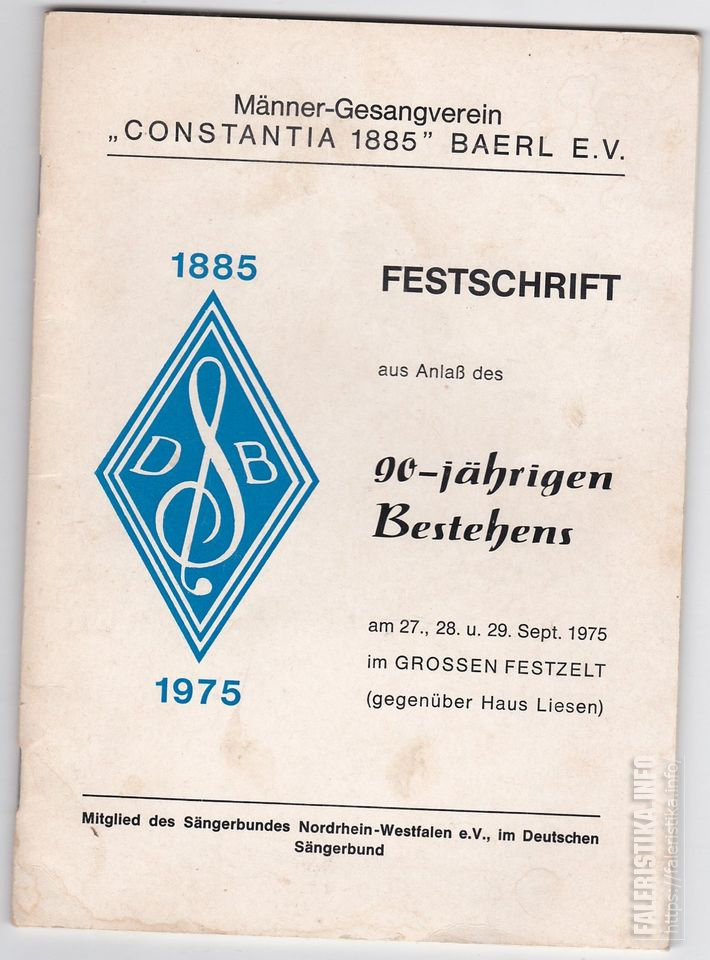 Männer-Gesangverein
„CONSTANTIA 1885” BAERL E.V.
1885
D S B
1975
FESTSCHRIFT
aus Anlaß des
90-jährigen
Bestehens
am 27., 28. u. 29. Sept. 1975
im GROSSEN FESTZELT
(gegenüber Haus Liesen)
Mitglied des Sängerbundes Nordrhein-Westfalen e.V., im Deutschen
Sängerbund
FALERISTIKA.INFO
https://faleristika.info/